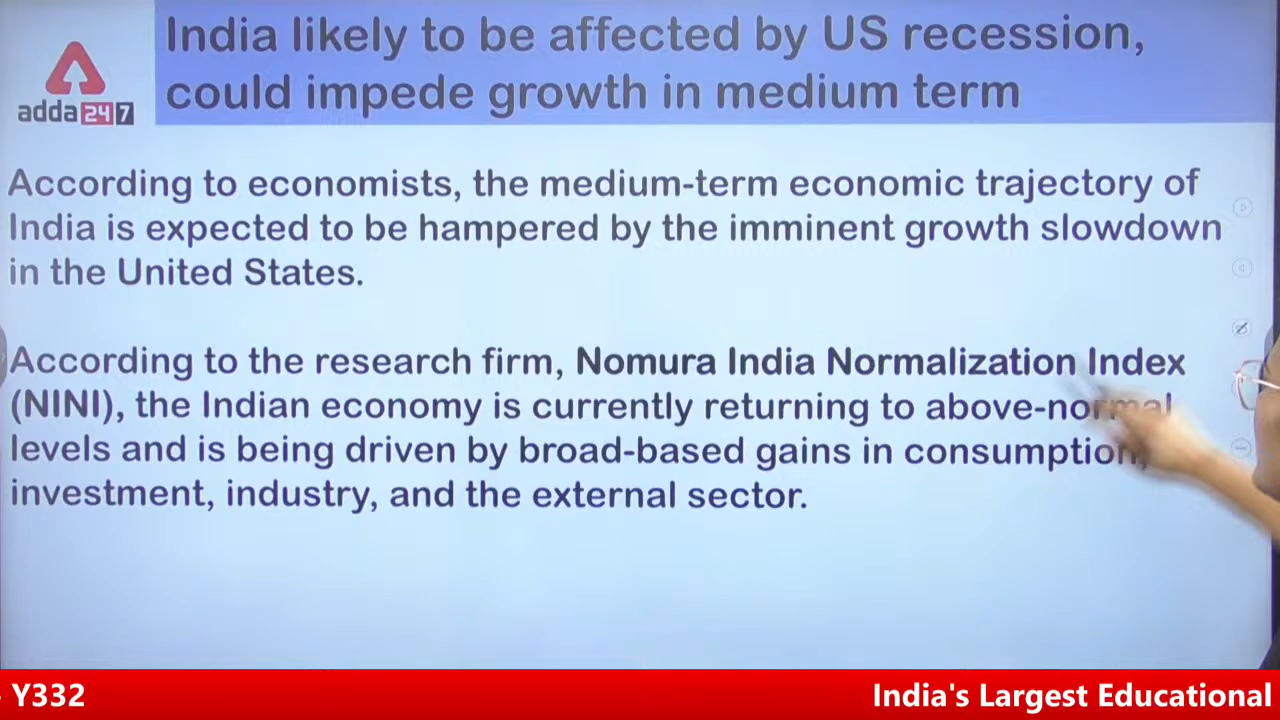 India likely to be affected by US recession,
could impede growth in medium term
adda247
According to economists, the medium-term economic trajectory of
India is expected to be hampered by the imminent growth slowdown
in the United States.
According to the research firm, Nomura India Normalization Index
(NINI), the Indian economy is currently returning to above-normal
levels and is being driven by broad-based gains in consumption,
investment, industry, and the external sector.
Y332
India's Largest Educational